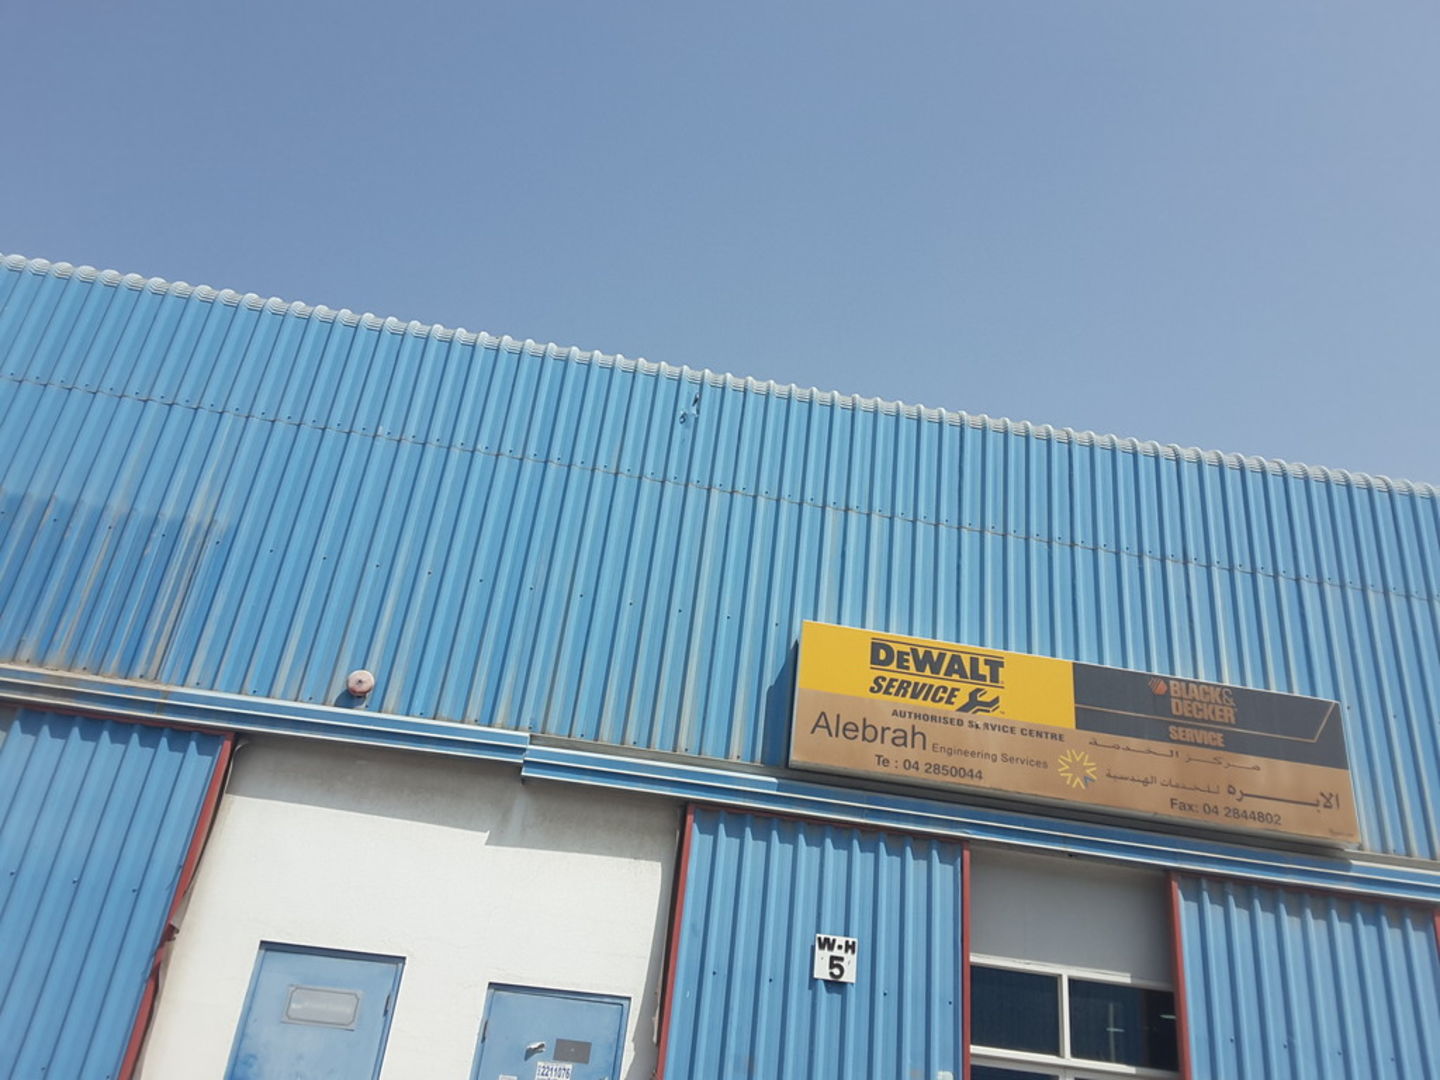 DEWALT
SERVICE
BLACK&
DECKER
SERVICE
AUTHORISED SERVICE CENTRE
مركز الخدمة
Alebrah Engineering Services
الابره للخدمات الهندسية
Te : 04 2850044
Fax: 04 2844802
W.H
5
2211076